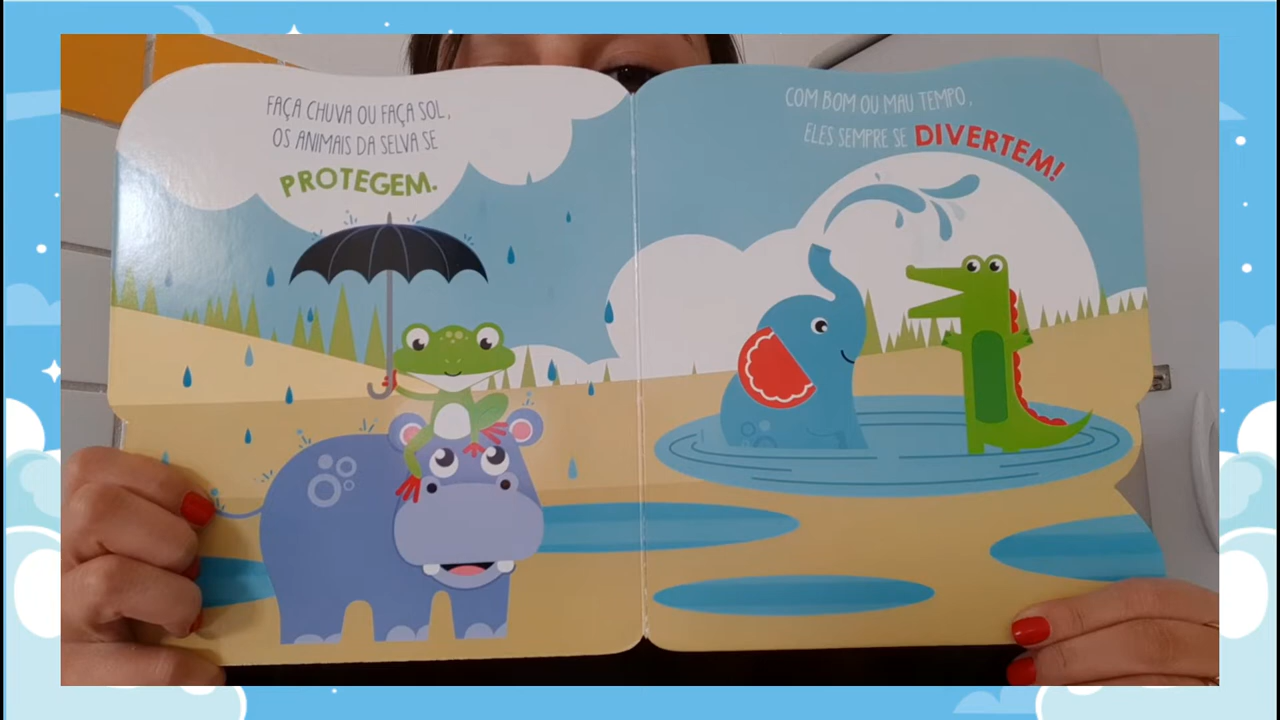 FAÇA CHUVA OU FAÇA SOL,
OS ANIMAIS DA SELVA SE
PROTEGEM.
COM BOM OU MAU TEMPO,
ELES SEMPRE SE DIVERTEM!